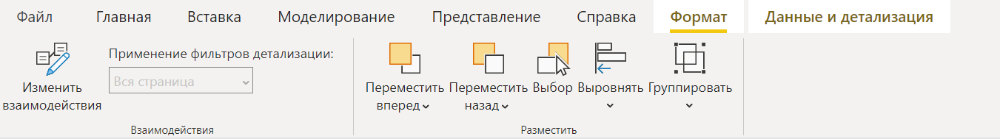 Файл Главная Вставка Моделирование Представление Справка Формат Данные и детализация
Изменить взаимодействия
Применение фильтров детализации:
Вся страница
Взаимодействия
Переместить вперед
Переместить назад
Выбор
Выровнять
Группировать
Разместить